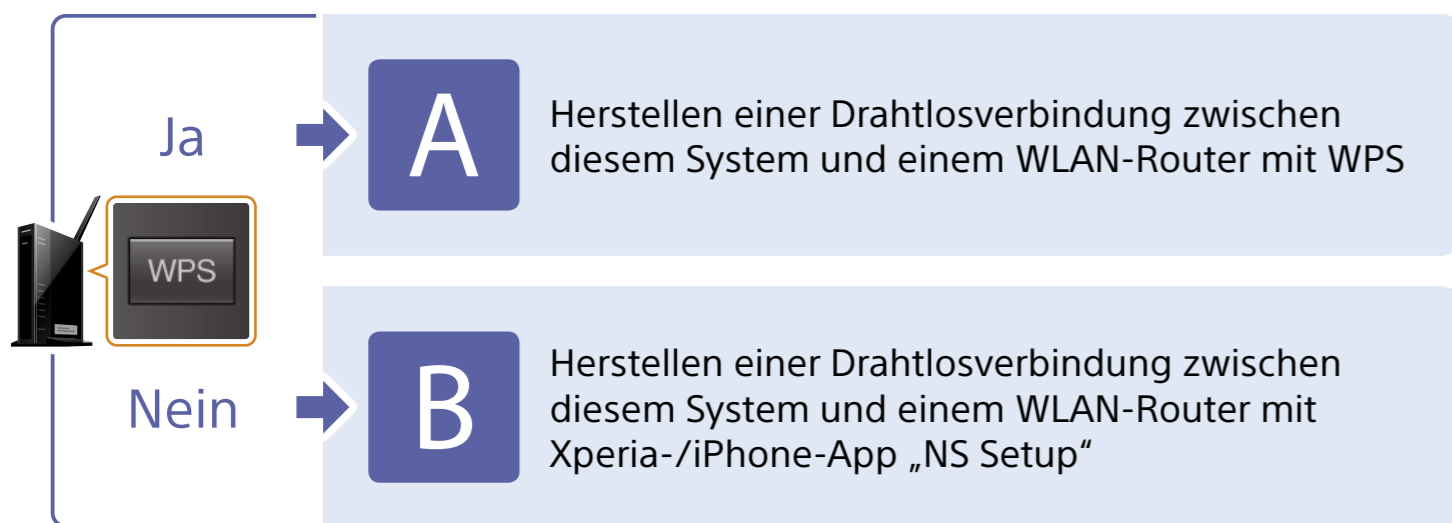 Ja
A
Herstellen einer Drahtlosverbindung zwischen
diesem System und einem WLAN-Router mit WPS
WPS
Nein
B
Herstellen einer Drahtlosverbindung zwischen
diesem System und einem WLAN-Router mit
Xperia-/iPhone-App „NS Setup“